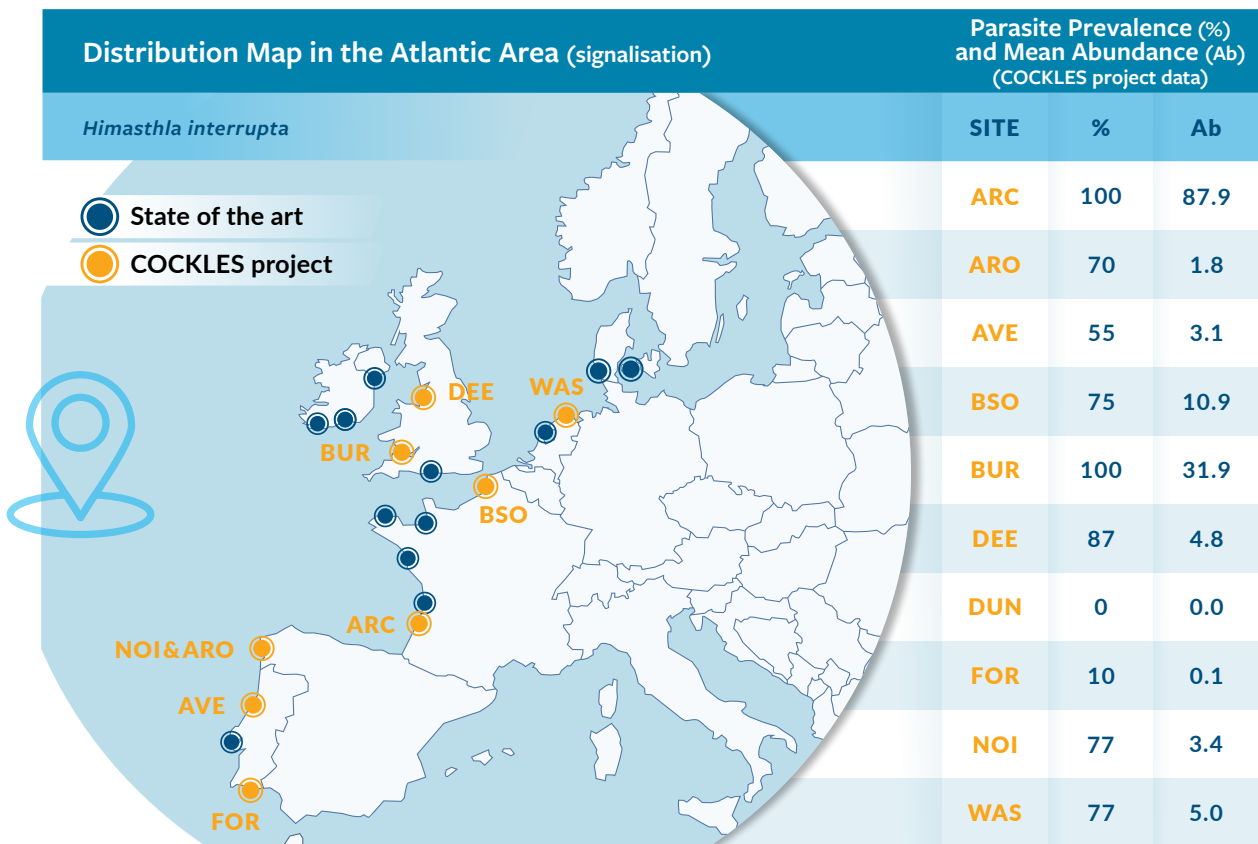 Distribution Map in the Atlantic Area (signalisation)
Parasite Prevalence (%)
and Mean Abundance (Ab)
(COCKLES project data)
Himasthla interrupta
SITE % Ab
State of the art
COCKLES project
DEE
WAS
BUR
BSO
ARC
NOI&ARO
AVE
FOR
ARC 100 87.9
ARO 70 1.8
AVE 55 3.1
BSO 75 10.9
BUR 100 31.9
DEE 87 4.8
DUN 0 0.0
FOR 10 0.1
NOI 77 3.4
WAS 77 5.0